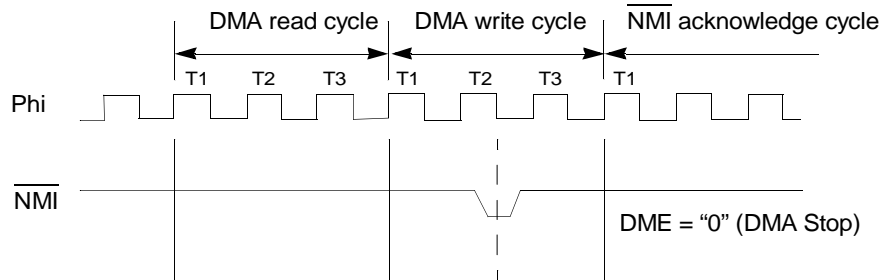 DMA read cycle DMA write cycle NMI acknowledge cycle
T1 T2 T3 T1 T2 T3 T1
Phi
NMI
DME = “0” (DMA Stop)